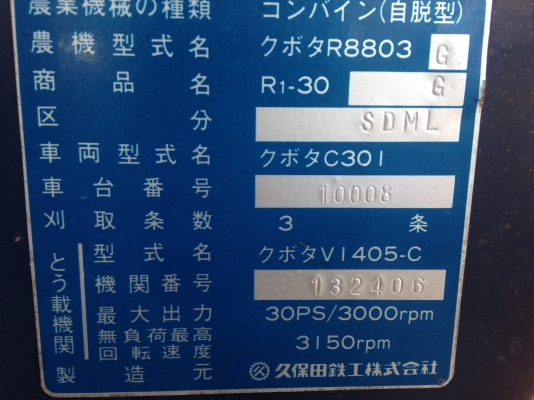 農業機械の種類 コンバイン(自脱型)
農機型式名 クボタR8803 G
商品名 R1-30 G
区分 SDML
車両型式名 クボタC301
車台番号 10008
刈取条数 3条
とう載機関
型式名 クボタV1405-C
機関番号 132406
最大出力 30PS/3000rpm
無負荷最高回転速度 3150rpm
製造元 久保田鉄工株式会社